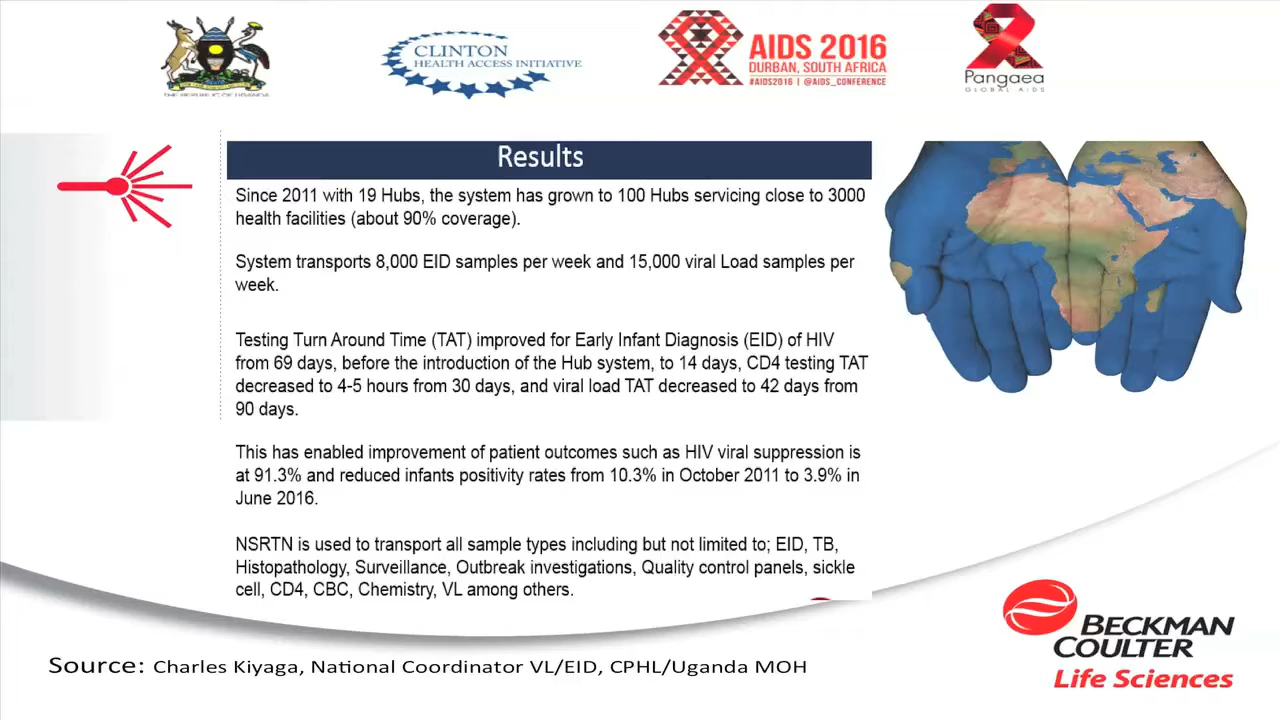 THE REPUBLIC OF UGANDA
CLINTON
HEALTH ACCESS INITIATIVE
AIDS 2016
DURBAN, SOUTH AFRICA
#AIDS2016 | @AIDS_CONFERENCE
Pangaea
GLOBAL AIDS
Results
Since 2011 with 19 Hubs, the system has grown to 100 Hubs servicing close to 3000
health facilities (about 90% coverage).
System transports 8,000 EID samples per week and 15,000 viral Load samples per
week.
Testing Turn Around Time (TAT) improved for Early Infant Diagnosis (EID) of HIV
from 69 days, before the introduction of the Hub system, to 14 days, CD4 testing TAT
decreased to 4-5 hours from 30 days, and viral load TAT decreased to 42 days from
90 days.
This has enabled improvement of patient outcomes such as HIV viral suppression is
at 91.3% and reduced infants positivity rates from 10.3% in October 2011 to 3.9% in
June 2016.
NSRTN is used to transport all sample types including but not limited to; EID, TB,
Histopathology, Surveillance, Outbreak investigations, Quality control panels, sickle
cell, CD4, CBC, Chemistry, VL among others.
Source: Charles Kiyaga, National Coordinator VL/EID, CPHL/Uganda MOH
BECKMAN
COULTER
Life Sciences